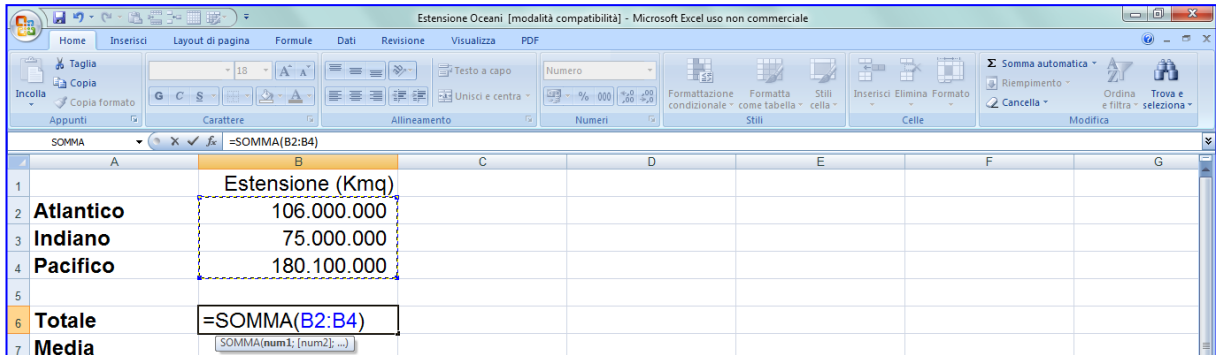 Estensione Oceani [modalità compatibilità] - Microsoft Excel uso non commerciale
Home Inserisci Layout di pagina Formule Dati Revisione Visualizza PDF
Incolla
Taglia
Copia
Copia formato
Appunti
18 A A
G C S A
Carattere
Testo a capo
Unisci e centra
Allineamento
Numero
% 000
Numeri
Formattazione condizionale
Formatta come tabella
Stili cella
Stili
Inserisci Elimina Formato
Celle
Σ Somma automatica
Riempimento
Cancella
Ordina e filtra
Trova e seleziona
Modifica
SOMMA fx =SOMMA(B2:B4)
A B C D E F G
1 Estensione (Kmq)
2 Atlantico 106.000.000
3 Indiano 75.000.000
4 Pacifico 180.100.000
5
6 Totale =SOMMA(B2:B4)
7 Media SOMMA(num1; [num2]; ...)